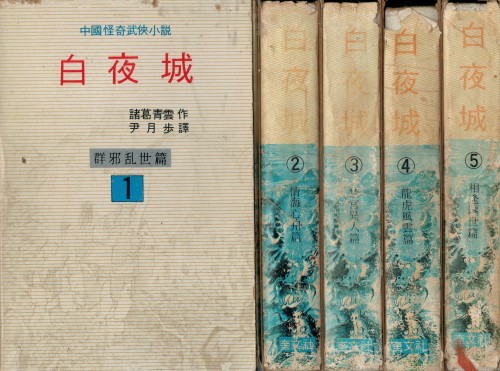 中國怪奇武俠小説
白夜城
諸葛青雲 作
尹月步 譯
群邪乱世篇
1
白夜城
②
白夜城
③
白夜城
④
龍虎風雲篇
白夜城
⑤